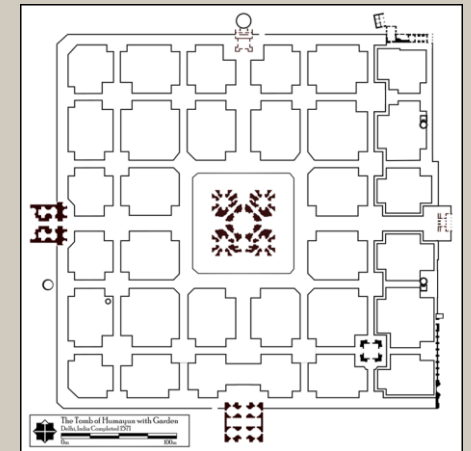 The Tomb of Humayun with Garden
Delhi, India Completed 1571
0m 100m